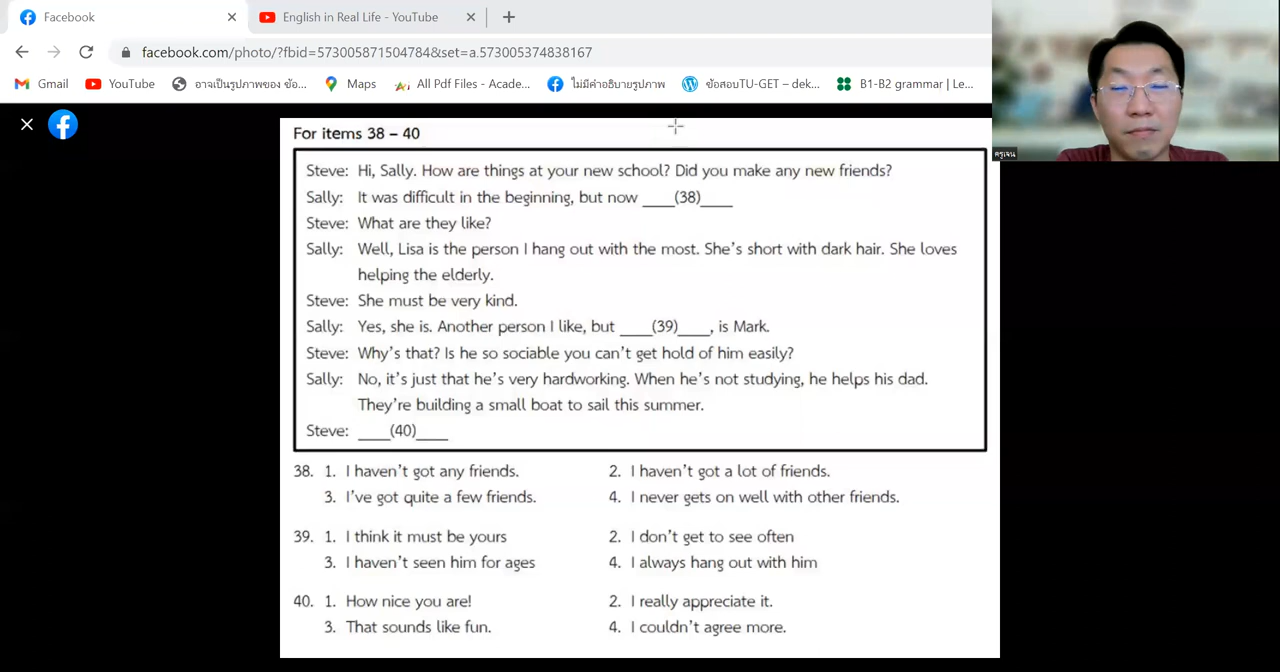 Facebook
English in Real Life - YouTube
facebook.com/photo/?fbid=573005871504784&set=a.573005374838167
Gmail YouTube อาจเป็นรูปภาพของ ข้อ... Maps All Pdf Files - Acade... ไม่มีคำอธิบายรูปภาพ ข้อสอบTU-GET – dek... B1-B2 grammar | Le...
ครูเจน
For items 38 – 40
Steve: Hi, Sally. How are things at your new school? Did you make any new friends?
Sally: It was difficult in the beginning, but now ____(38)____
Steve: What are they like?
Sally: Well, Lisa is the person I hang out with the most. She's short with dark hair. She loves
helping the elderly.
Steve: She must be very kind.
Sally: Yes, she is. Another person I like, but ____(39)____, is Mark.
Steve: Why's that? Is he so sociable you can't get hold of him easily?
Sally: No, it's just that he's very hardworking. When he's not studying, he helps his dad.
They're building a small boat to sail this summer.
Steve: ____(40)____
38. 1. I haven't got any friends. 2. I haven't got a lot of friends.
3. I've got quite a few friends. 4. I never gets on well with other friends.
39. 1. I think it must be yours 2. I don't get to see often
3. I haven't seen him for ages 4. I always hang out with him
40. 1. How nice you are! 2. I really appreciate it.
3. That sounds like fun. 4. I couldn't agree more.